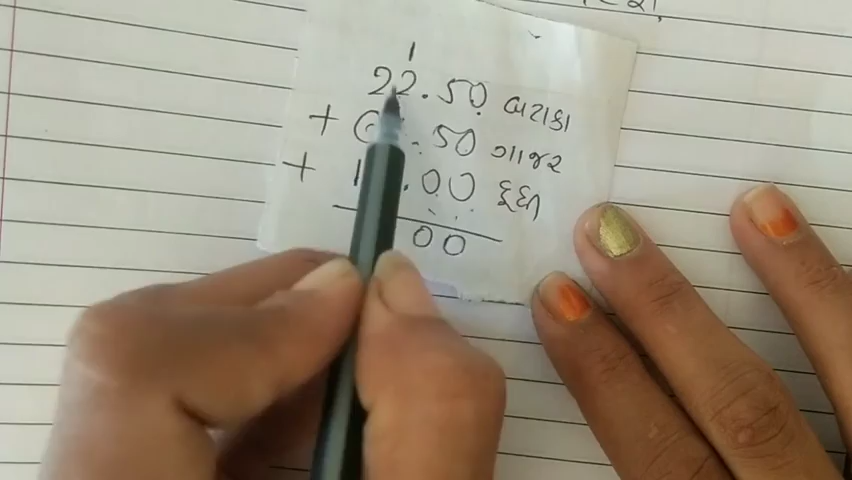 1
22.50 બટાકા
+ 0 .50 ગાજર
+ 1 .00 દૂધી
00